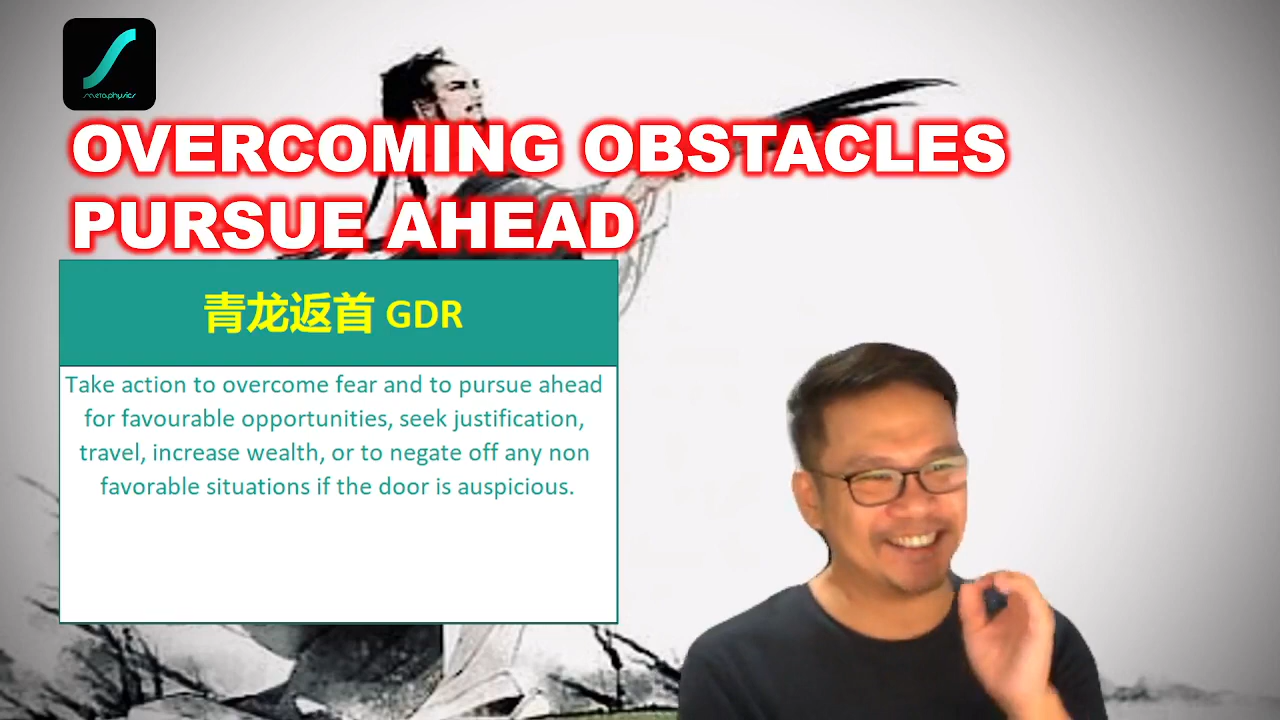 metaphysics
OVERCOMING OBSTACLES
PURSUE AHEAD
青龙返首 GDR
Take action to overcome fear and to pursue ahead
for favourable opportunities, seek justification,
travel, increase wealth, or to negate off any non
favorable situations if the door is auspicious.